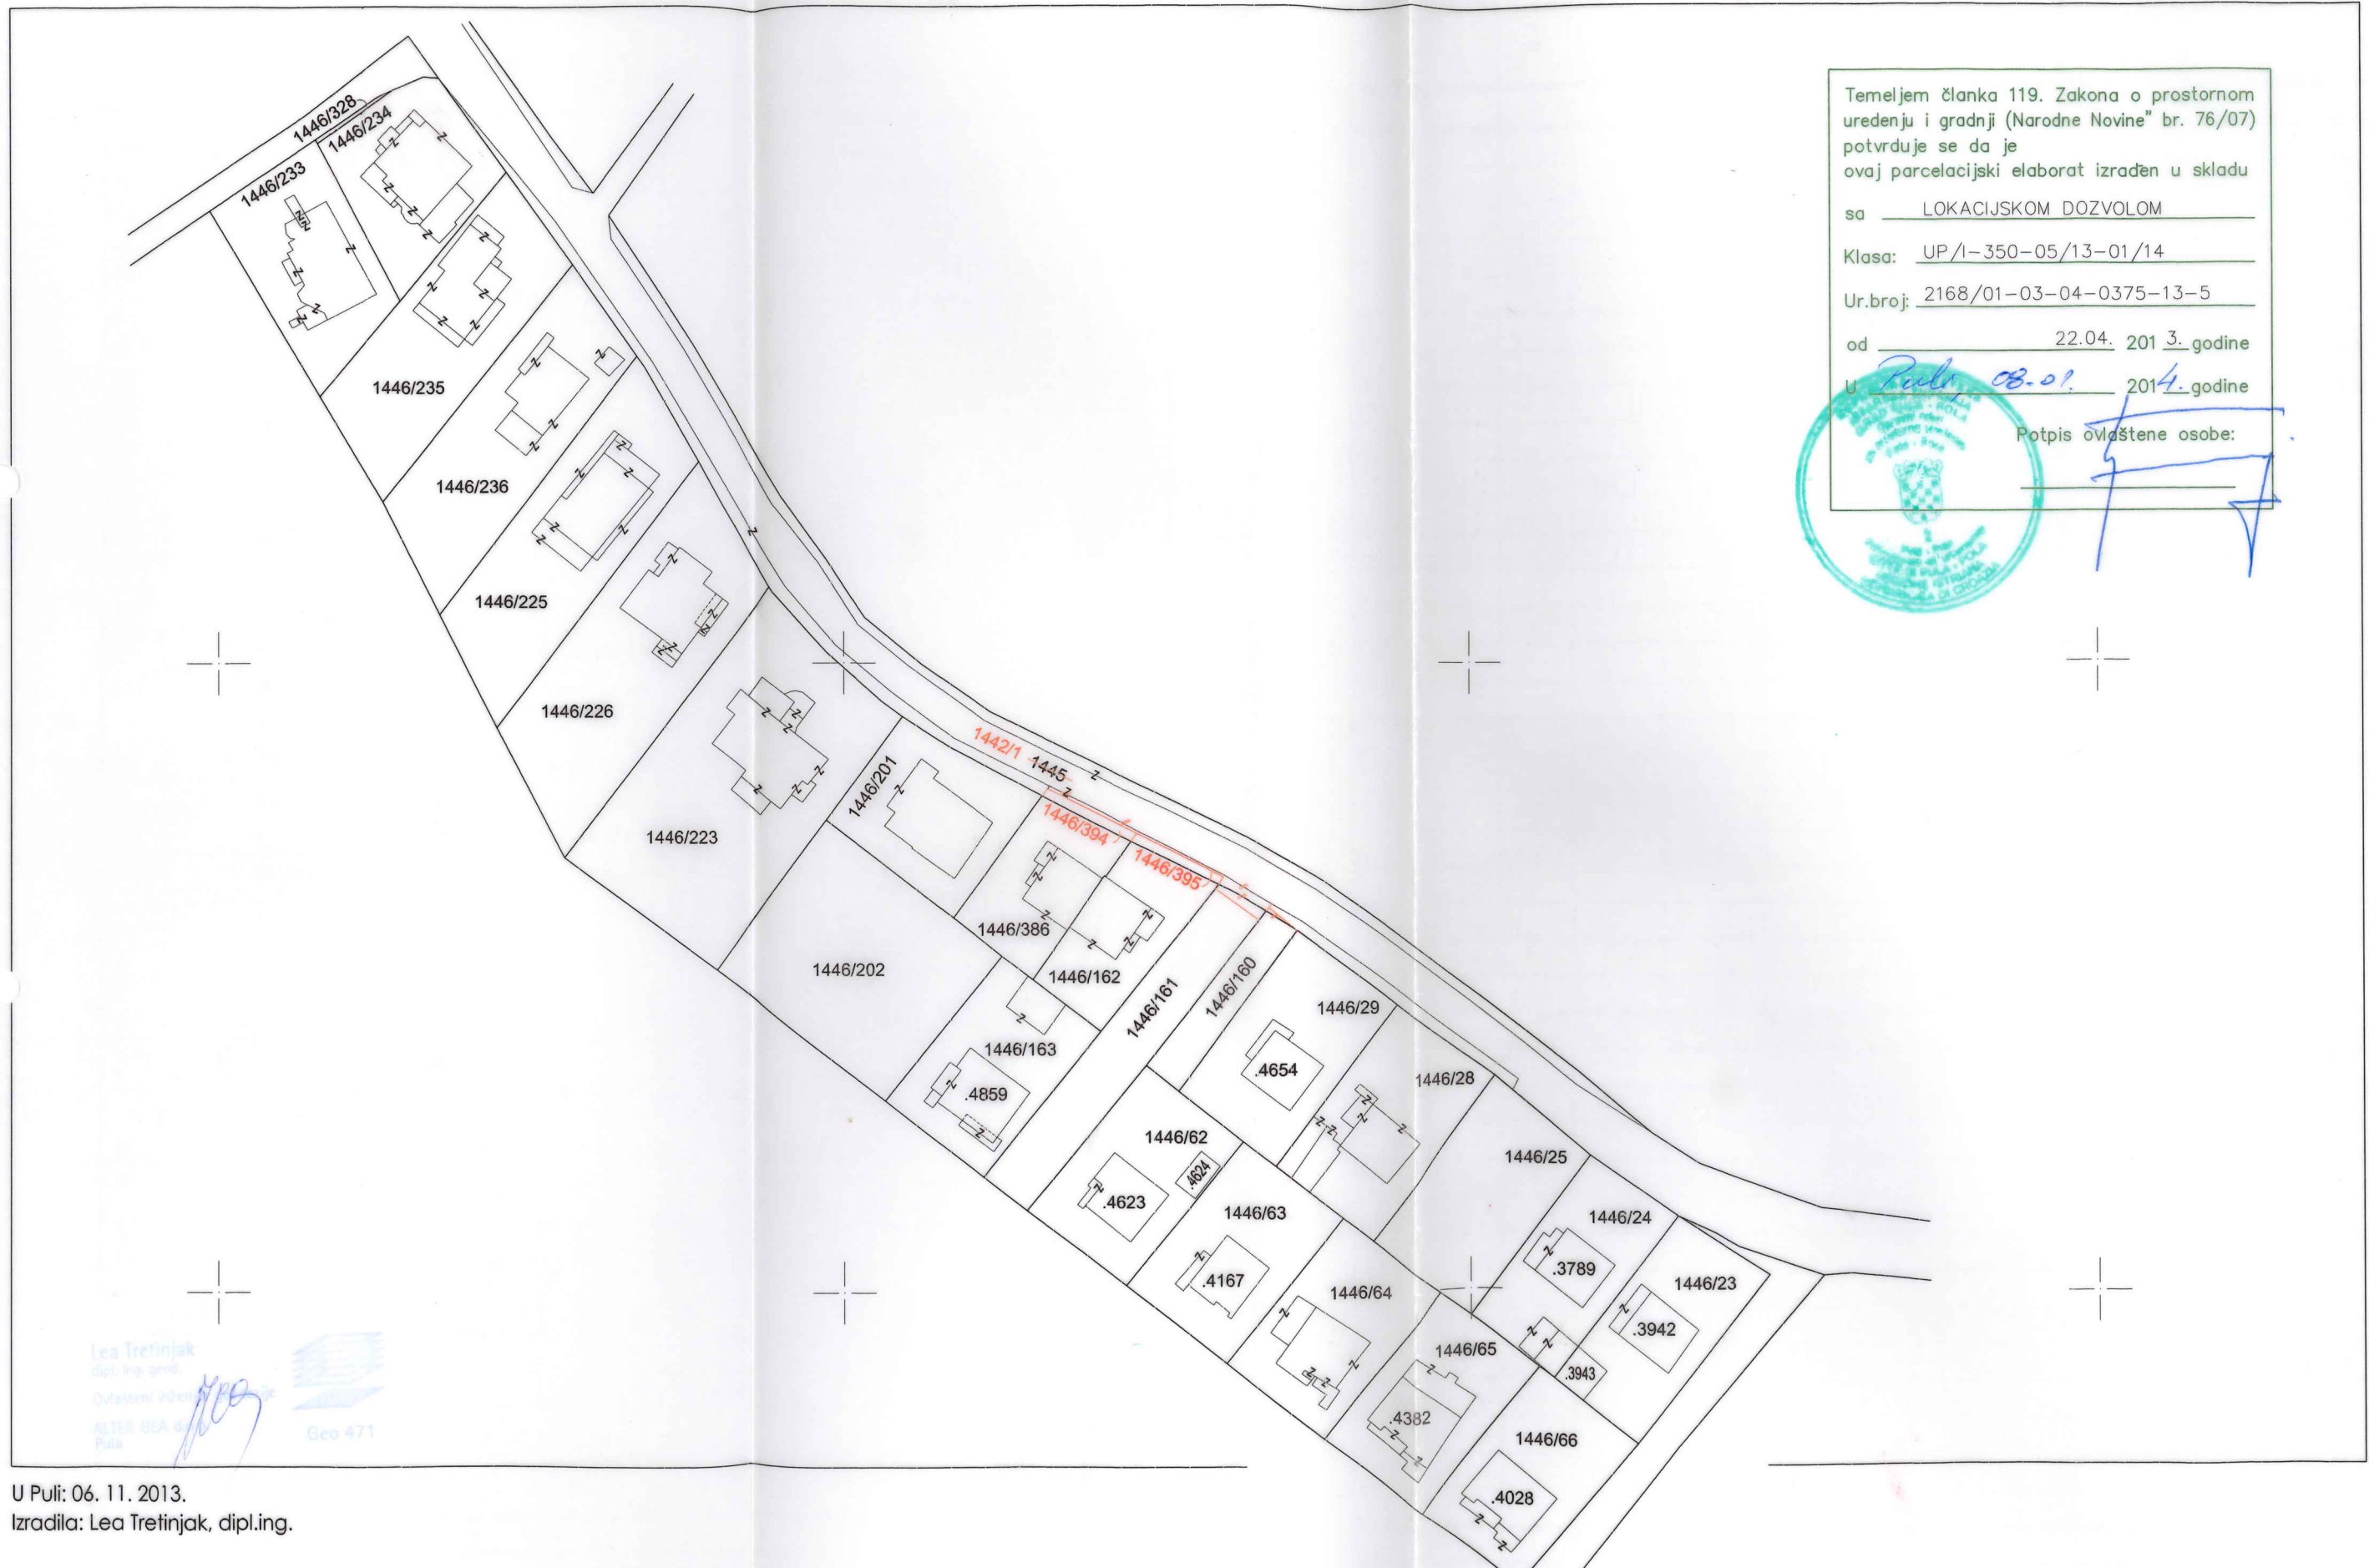 Temeljem članka 119. Zakona o prostornom
uređenju i gradnji (Narodne Novine" br. 76/07)
potvrđuje se da je
ovaj parcelacijski elaborat izrađen u skladu
sa LOKACIJSKOM DOZVOLOM
Klasa: UP/I-350-05/13-01/14
Ur.broj: 2168/01-03-04-0375-13-5
od 22.04. 2013. godine
U Puli, 08.01. 2014. godine
Potpis ovlaštene osobe:
1446/328
1446/234
1446/233
1446/235
1446/236
1446/225
1446/226
1446/223
1446/201
1442/1 1445
1446/394
1446/395
1446/386
1446/162
1446/202
1446/161
1446/160
1446/29
1446/163
.4859
.4654
1446/28
1446/62
.4624
.4623
1446/25
1446/63
.4167
1446/24
.3789
1446/64
1446/23
.3942
1446/65
.3943
.4382
1446/66
.4028
Lea Tretinjak
dipl. ing. geod.
Ovlašteni
ALTER GEA
Pula
Geo 471
U Puli: 06. 11. 2013.
Izradila: Lea Tretinjak, dipl.ing.